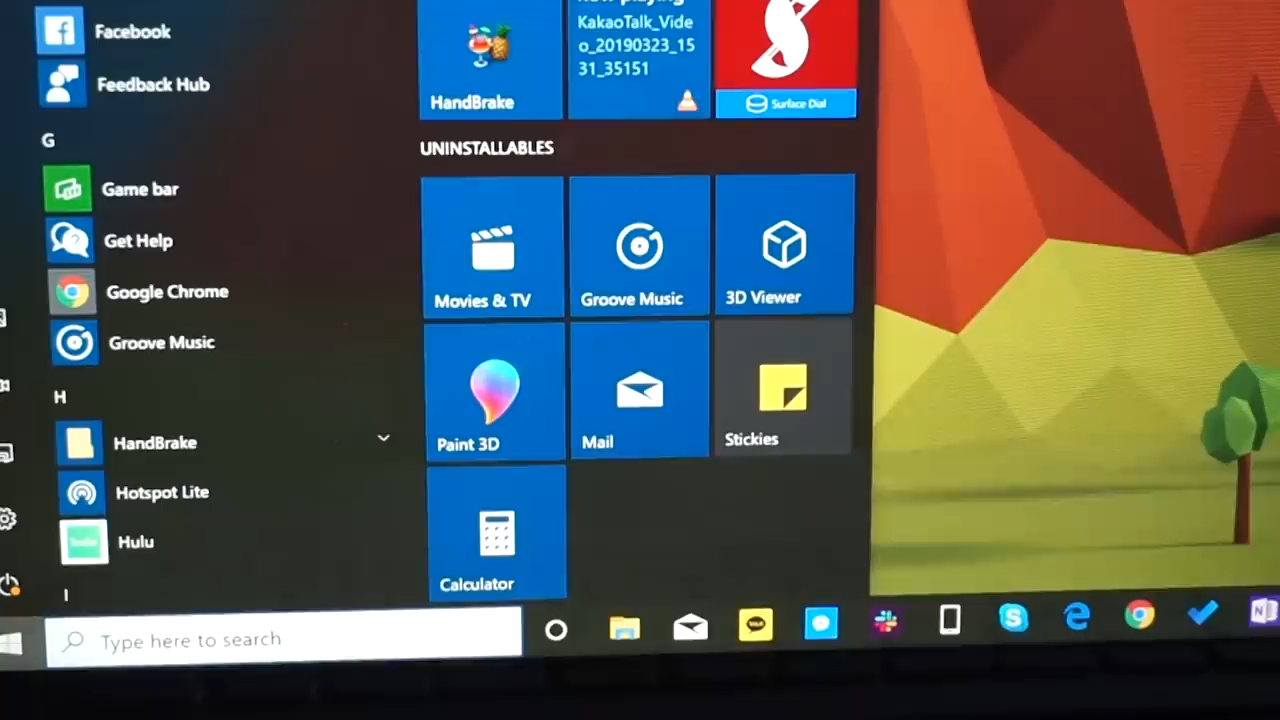 Facebook
Feedback Hub
G
Game bar
Get Help
Google Chrome
Groove Music
H
HandBrake
Hotspot Lite
Hulu
I
HandBrake
KakaoTalk_Vide
o_20190323_15
31_35151
Surface Dial
UNINSTALLABLES
Movies & TV
Groove Music
3D Viewer
Paint 3D
Mail
Stickies
Calculator
Type here to search